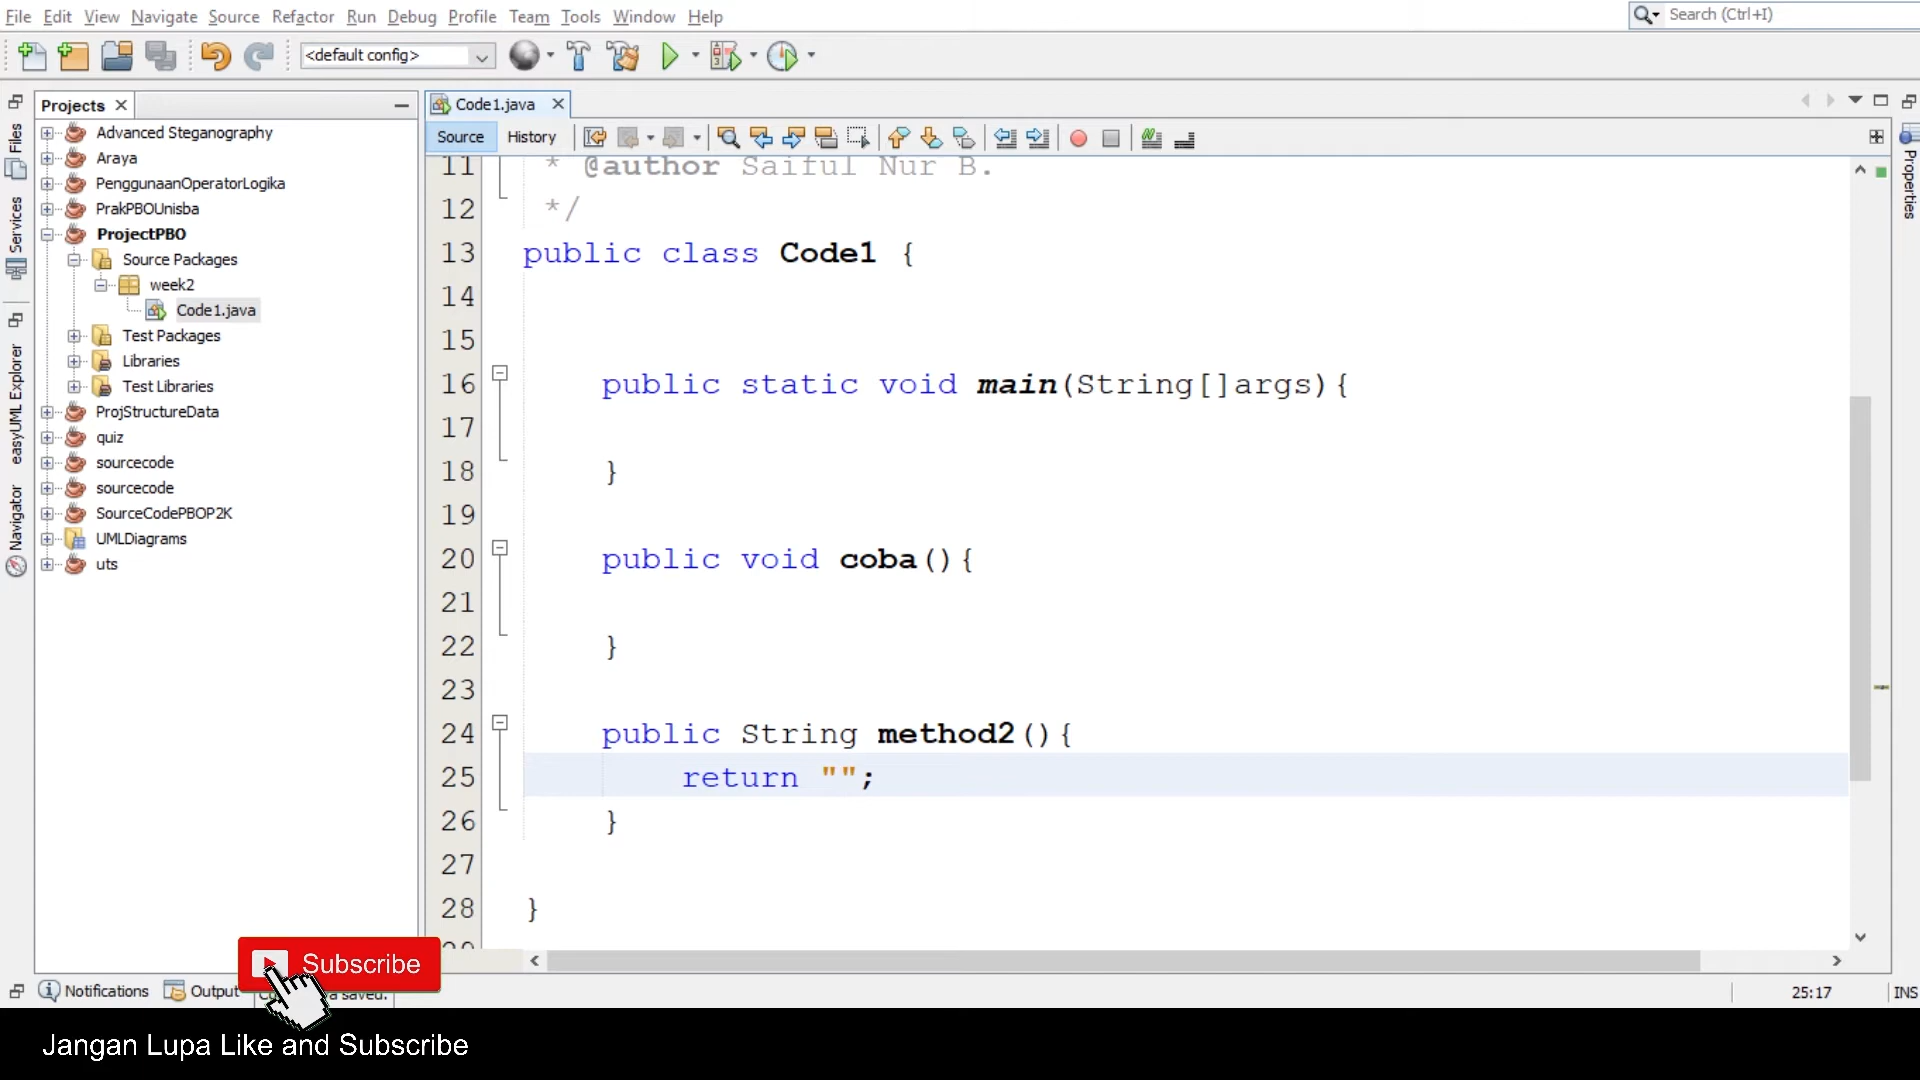 File Edit View Navigate Source Refactor Run Debug Profile Team Tools Window Help
Search (Ctrl+I)
<default config>
Projects
Code1.java
Files
Services
easyUML Explorer
Navigator
Properties
Source History
Advanced Steganography
Araya
PenggunaanOperatorLogika
PrakPBOUnisba
ProjectPBO
Source Packages
week2
Code1.java
Test Packages
Libraries
Test Libraries
ProjStructureData
quiz
sourcecode
sourcecode
SourceCodePBOP2K
UMLDiagrams
uts
11 * @author Saiful Nur B.
12 */
13 public class Code1 {
14
15
16 public static void main(String[]args){
17
18 }
19
20 public void coba(){
21
22 }
23
24 public String method2(){
25 return "";
26 }
27
28 }
Subscribe
Notifications Output
saved.
25:17 INS
Jangan Lupa Like and Subscribe